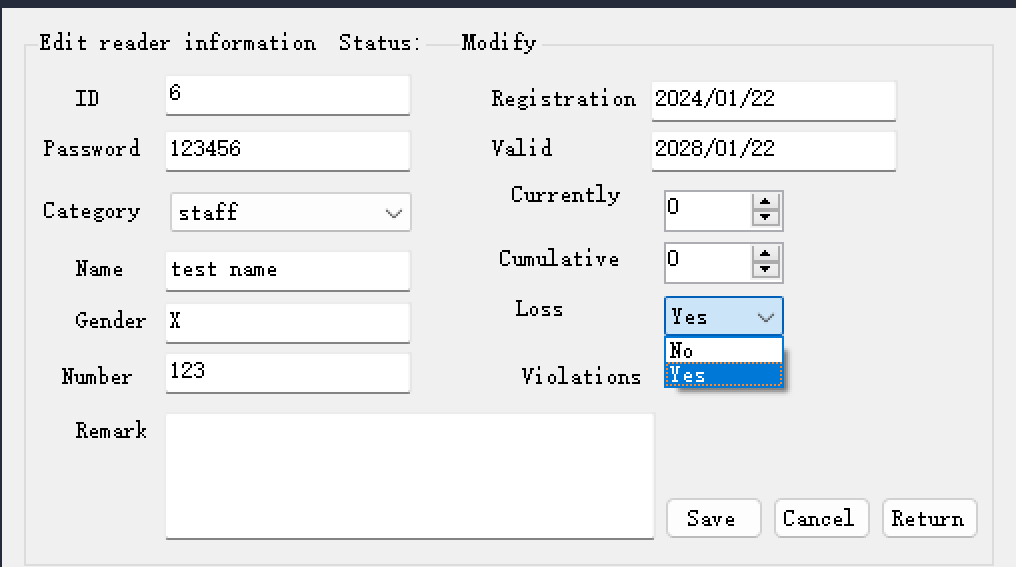 Edit reader information Status: Modify
ID 6 Registration 2024/01/22
Password 123456 Valid 2028/01/22
Category staff Currently 0
Name test name Cumulative 0
Gender X Loss Yes
No
Number 123 Violations Yes
Remark
Save Cancel Return